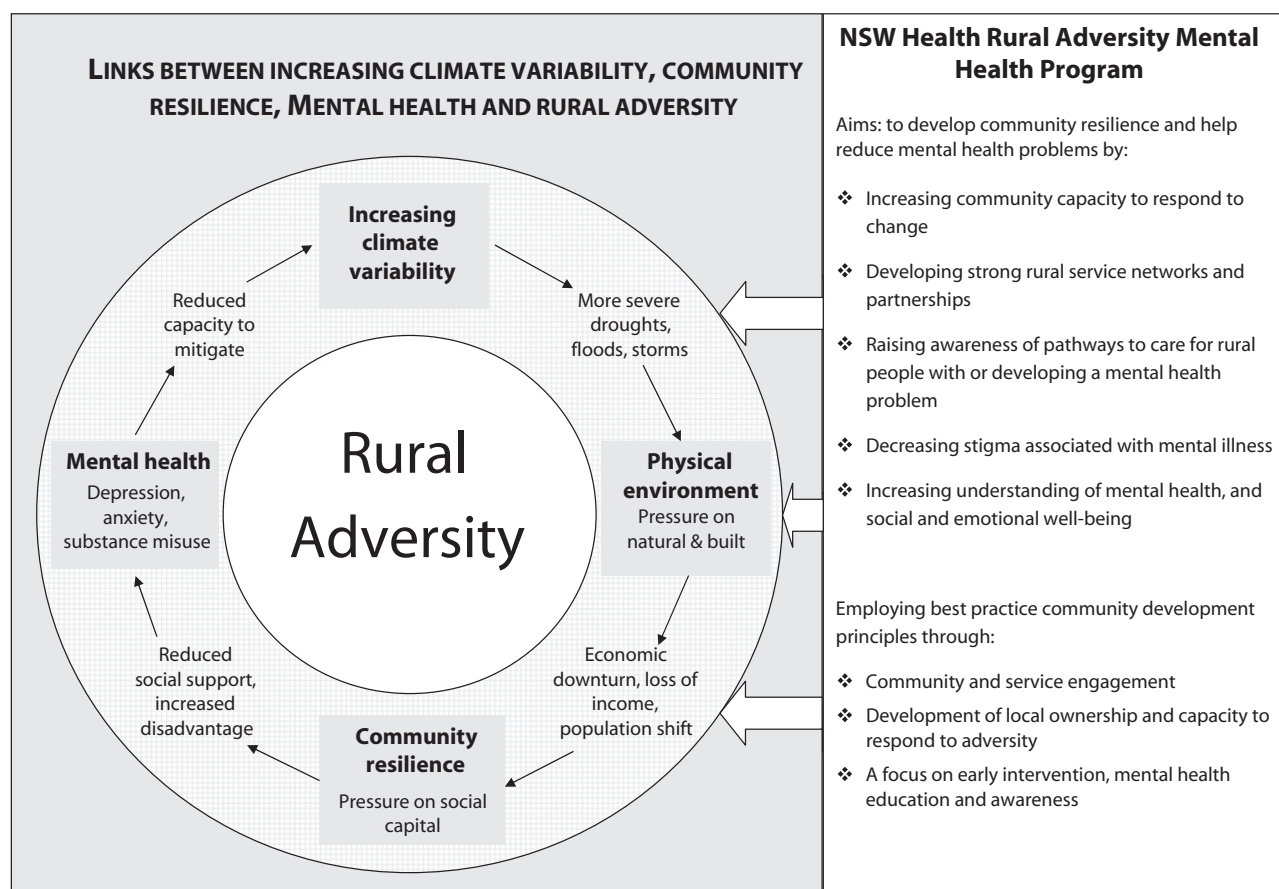 LINKS BETWEEN INCREASING CLIMATE VARIABILITY, COMMUNITY
RESILIENCE, MENTAL HEALTH AND RURAL ADVERSITY
Increasing
climate
variability
More severe
droughts,
floods, storms
Physical
environment
Pressure on
natural & built
Economic
downturn, loss of
income,
population shift
Community
resilience
Pressure on social
capital
Reduced
social support,
increased
disadvantage
Mental health
Depression,
anxiety,
substance misuse
Reduced
capacity to
mitigate
Rural
Adversity
NSW Health Rural Adversity Mental
Health Program
Aims: to develop community resilience and help
reduce mental health problems by:
❖ Increasing community capacity to respond to
change
❖ Developing strong rural service networks and
partnerships
❖ Raising awareness of pathways to care for rural
people with or developing a mental health
problem
❖ Decreasing stigma associated with mental illness
❖ Increasing understanding of mental health, and
social and emotional well-being
Employing best practice community development
principles through:
❖ Community and service engagement
❖ Development of local ownership and capacity to
respond to adversity
❖ A focus on early intervention, mental health
education and awareness